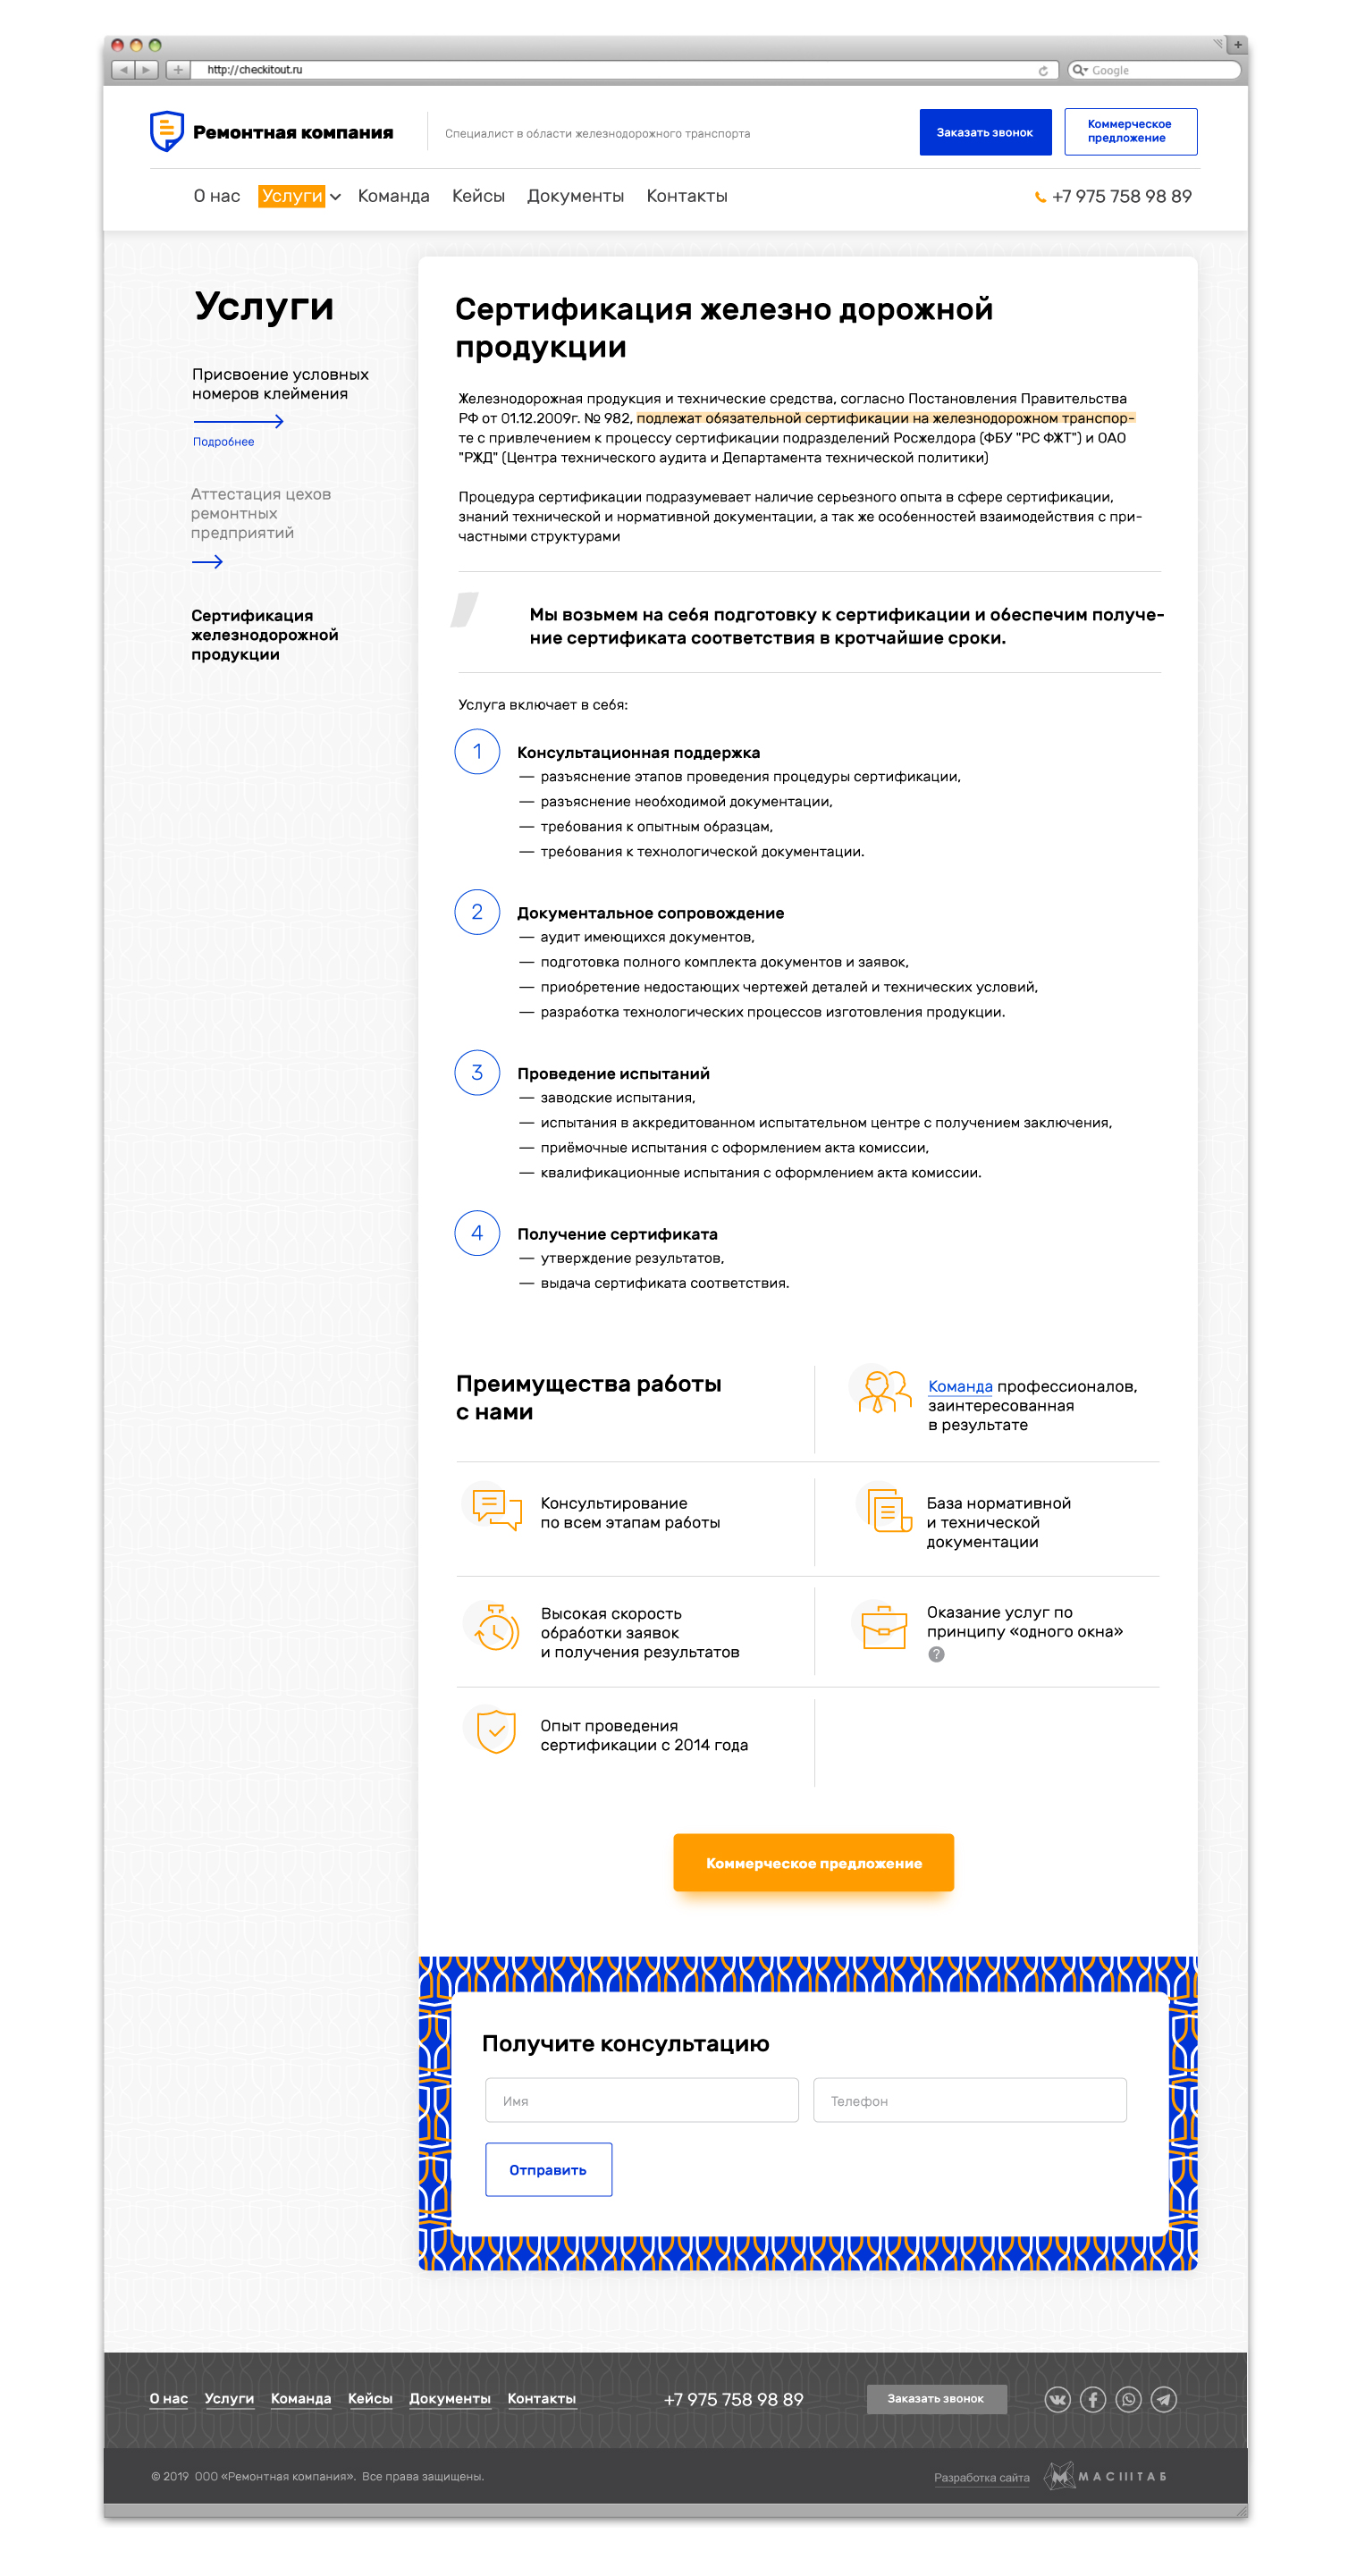 http://checkitout.ru
Google
Ремонтная компания
Специалист в области железнодорожного транспорта
Заказать звонок
Коммерческое
предложение
О нас
Услуги
Команда
Кейсы
Документы
Контакты
+7 975 758 98 89
Услуги
Присвоение условных
номеров клеймения
Подробнее
Аттестация цехов
ремонтных
предприятий
Сертификация
железнодорожной
продукции
Сертификация железно дорожной
продукции
Железнодорожная продукция и технические средства, согласно Постановления Правительства
РФ от 01.12.2009г. № 982, подлежат обязательной сертификации на железнодорожном транспор-
те с привлечением к процессу сертификации подразделений Росжелдора (ФБУ "РС ФЖТ") и ОАО
"РЖД" (Центра технического аудита и Департамента технической политики)
Процедура сертификации подразумевает наличие серьезного опыта в сфере сертификации,
знаний технической и нормативной документации, а так же особенностей взаимодействия с при-
частными структурами
Мы возьмем на себя подготовку к сертификации и обеспечим получе-
ние сертификата соответствия в кротчайшие сроки.
Услуга включает в себя:
1
Консультационная поддержка
— разъяснение этапов проведения процедуры сертификации,
— разъяснение необходимой документации,
— требования к опытным образцам,
— требования к технологической документации.
2
Документальное сопровождение
— аудит имеющихся документов,
— подготовка полного комплекта документов и заявок,
— приобретение недостающих чертежей деталей и технических условий,
— разработка технологических процессов изготовления продукции.
3
Проведение испытаний
— заводские испытания,
— испытания в аккредитованном испытательном центре с получением заключения,
— приёмочные испытания с оформлением акта комиссии,
— квалификационные испытания с оформлением акта комиссии.
4
Получение сертификата
— утверждение результатов,
— выдача сертификата соответствия.
Преимущества работы
с нами
Команда профессионалов,
заинтересованная
в результате
Консультирование
по всем этапам работы
База нормативной
и технической
документации
Высокая скорость
обработки заявок
и получения результатов
Оказание услуг по
принципу «одного окна»
?
Опыт проведения
сертификации с 2014 года
Коммерческое предложение
Получите консультацию
Имя
Телефон
Отправить
О нас
Услуги
Команда
Кейсы
Документы
Контакты
+7 975 758 98 89
Заказать звонок
© 2019 ООО «Ремонтная компания». Все права защищены.
Разработка сайта
МАСШТАБ